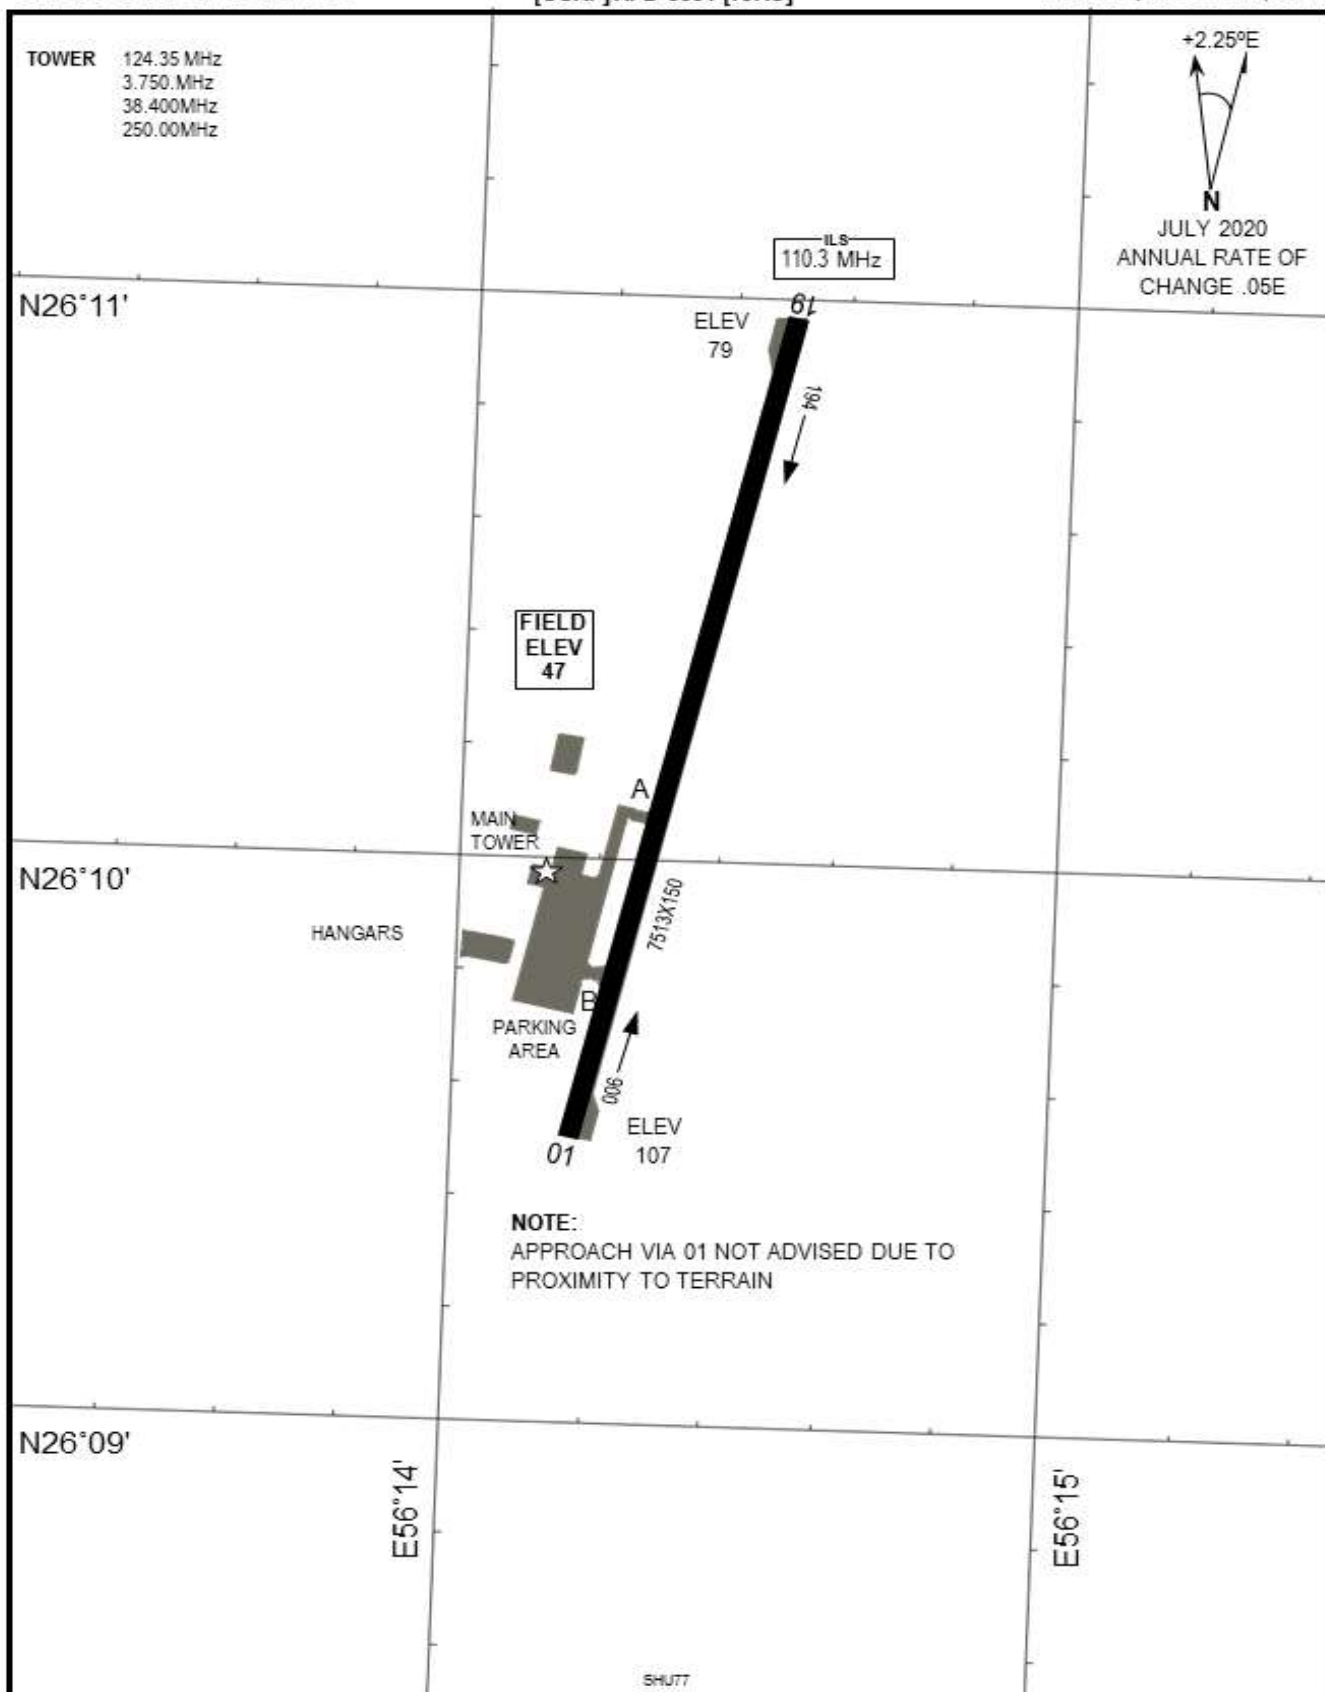 TOWER 124.35 MHz
3.750.MHz
38.400MHz
250.00MHz
+2.25ºE
N
JULY 2020
ANNUAL RATE OF
CHANGE .05E
ILS
110.3 MHz
N26°11'
19
ELEV
79
194
FIELD
ELEV
47
A
MAIN
TOWER
N26°10'
7513X150
HANGARS
B
PARKING
AREA
006
ELEV
107
01
NOTE:
APPROACH VIA 01 NOT ADVISED DUE TO
PROXIMITY TO TERRAIN
N26°09'
E56°14'
E56°15'
SHU77